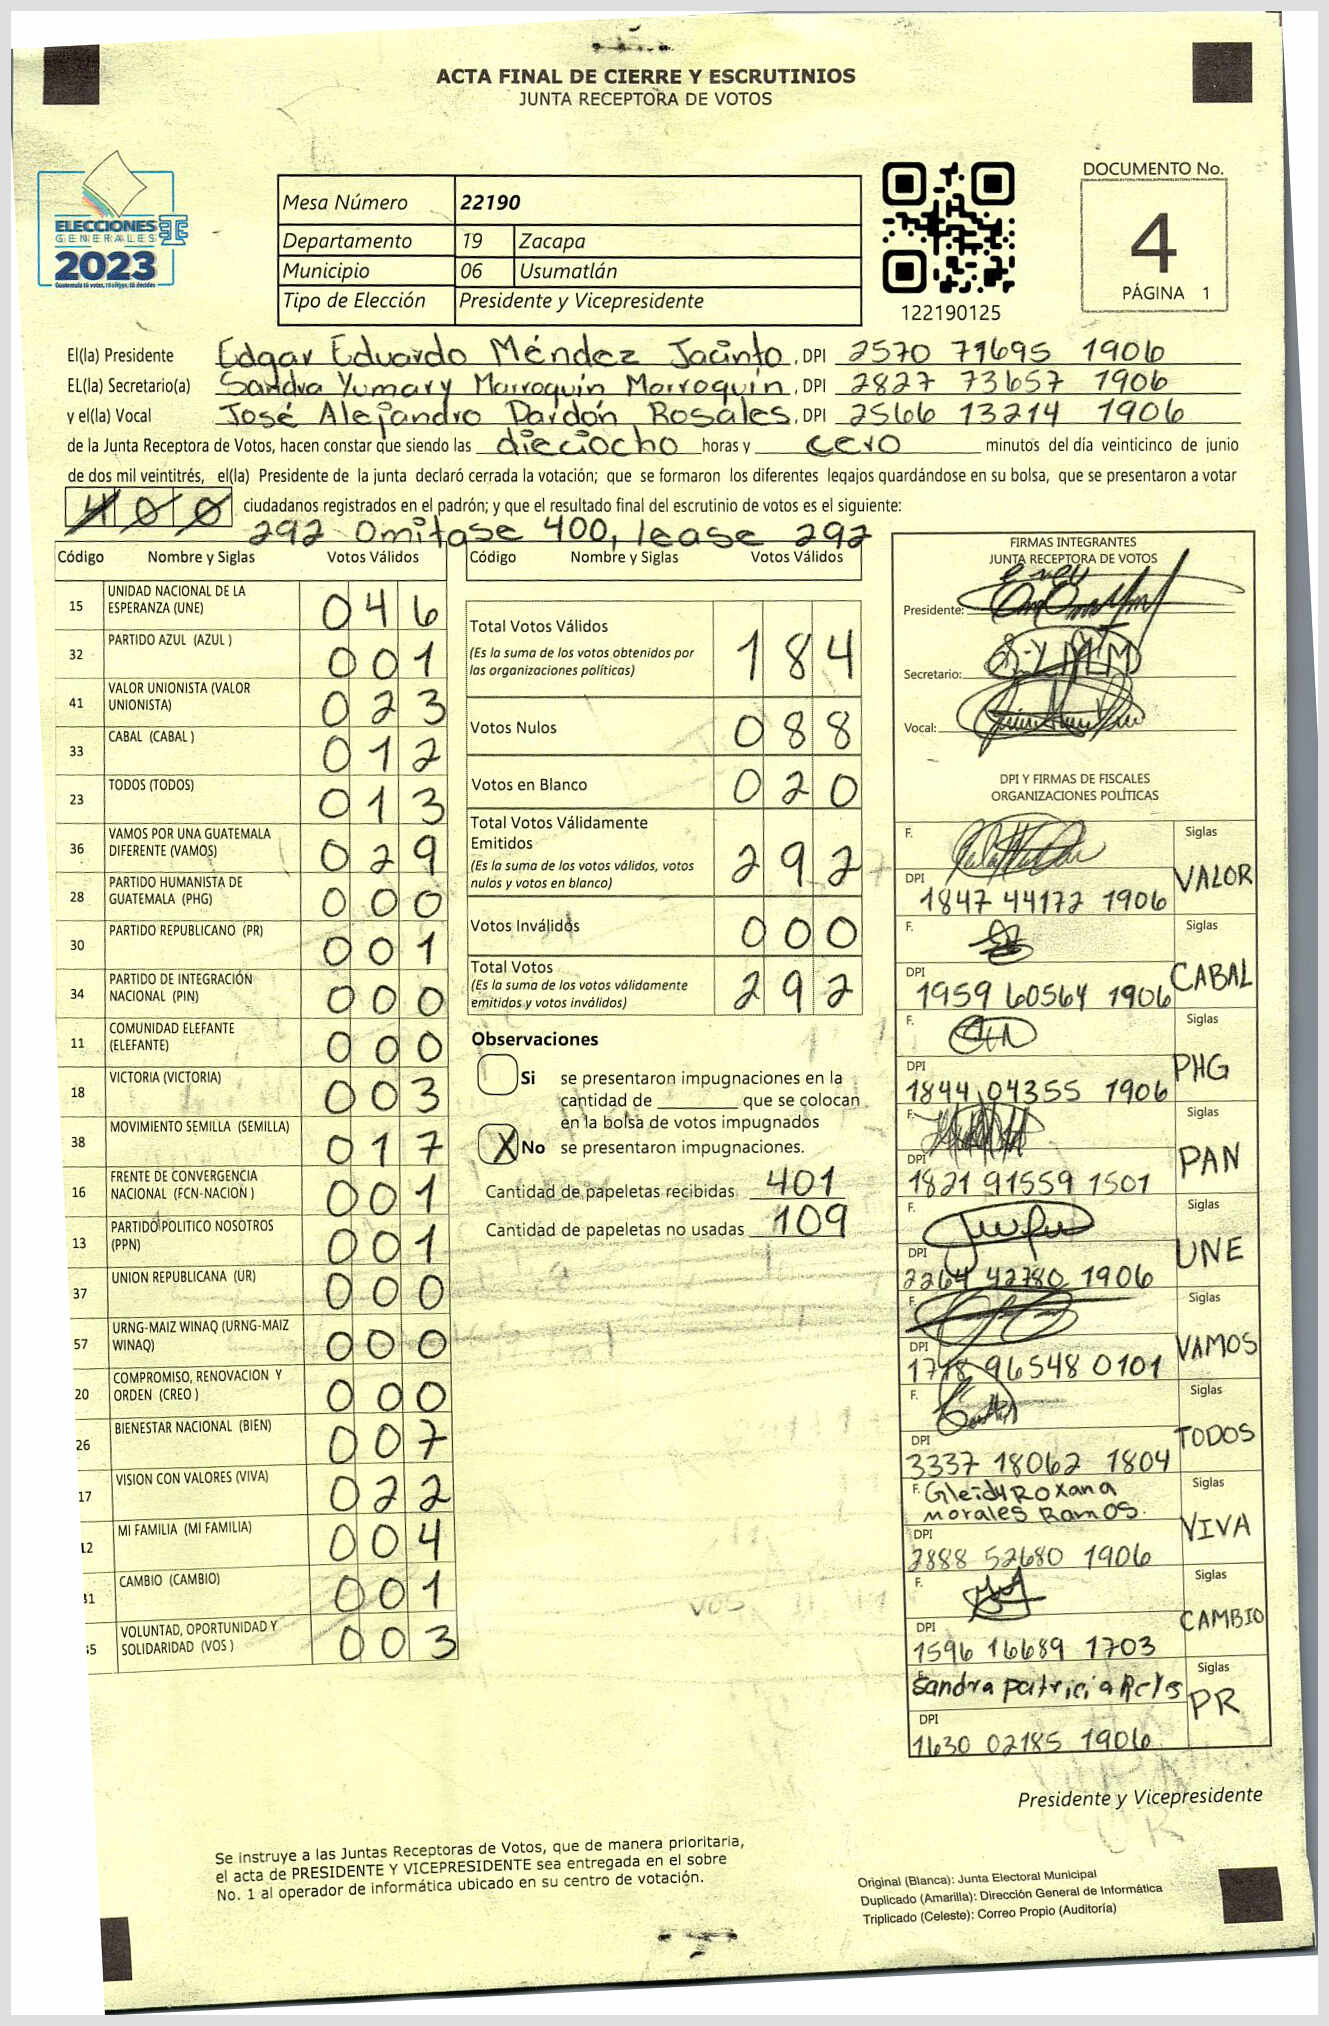 ACTA FINAL DE CIERRE Y ESCRUTINIOS
JUNTA RECEPTORA DE VOTOS
ELECCIONES
GENERALES
2023
Guatemala tú votas, tú eliges, tú decides
Mesa Número 22190
Departamento 19 Zacapa
Municipio 06 Usumatlán
Tipo de Elección Presidente y Vicepresidente
122190125
DOCUMENTO No.
4
PÁGINA 1
El(la) Presidente Edgar Eduardo Méndez Jacinto, DPI 2570 71695 1906
EL(la) Secretario(a) Sandra Yumary Marroquín Marroquín, DPI 2827 73657 1906
y el(la) Vocal José Alejandro Dardón Rosales, DPI 2566 13214 1906
de la Junta Receptora de Votos, hacen constar que siendo las dieciocho horas y cero minutos del día veinticinco de junio
de dos mil veintitrés, el(la) Presidente de la junta declaró cerrada la votación; que se formaron los diferentes legajos guardándose en su bolsa, que se presentaron a votar
400 ciudadanos registrados en el padrón; y que el resultado final del escrutinio de votos es el siguiente:
292 Omitase 400, lease 292
Código Nombre y Siglas Votos Válidos
15 UNIDAD NACIONAL DE LA ESPERANZA (UNE) 046
32 PARTIDO AZUL (AZUL ) 001
41 VALOR UNIONISTA (VALOR UNIONISTA) 023
33 CABAL (CABAL ) 012
23 TODOS (TODOS) 013
36 VAMOS POR UNA GUATEMALA DIFERENTE (VAMOS) 029
28 PARTIDO HUMANISTA DE GUATEMALA (PHG) 000
30 PARTIDO REPUBLICANO (PR) 001
34 PARTIDO DE INTEGRACIÓN NACIONAL (PIN) 000
11 COMUNIDAD ELEFANTE (ELEFANTE) 000
18 VICTORIA (VICTORIA) 003
38 MOVIMIENTO SEMILLA (SEMILLA) 017
16 FRENTE DE CONVERGENCIA NACIONAL (FCN-NACION ) 001
13 PARTIDO POLITICO NOSOTROS (PPN) 001
37 UNION REPUBLICANA (UR) 000
57 URNG-MAIZ WINAQ (URNG-MAIZ WINAQ) 000
20 COMPROMISO, RENOVACION Y ORDEN (CREO ) 000
26 BIENESTAR NACIONAL (BIEN) 007
17 VISION CON VALORES (VIVA) 022
12 MI FAMILIA (MI FAMILIA) 004
31 CAMBIO (CAMBIO) 001
35 VOLUNTAD, OPORTUNIDAD Y SOLIDARIDAD (VOS ) 003
Código Nombre y Siglas Votos Válidos
Total Votos Válidos 184
(Es la suma de los votos obtenidos por
las organizaciones políticas)
Votos Nulos 088
Votos en Blanco 020
Total Votos Válidamente
Emitidos 292
(Es la suma de los votos válidos, votos
nulos y votos en blanco)
Votos Inválidos 000
Total Votos 292
(Es la suma de los votos válidamente
emitidos y votos inválidos)
Observaciones
Si se presentaron impugnaciones en la
cantidad de ________ que se colocan
en la bolsa de votos impugnados
X No se presentaron impugnaciones.
Cantidad de papeletas recibidas 401
Cantidad de papeletas no usadas 109
FIRMAS INTEGRANTES
JUNTA RECEPTORA DE VOTOS
Presidente:
Secretario:
Vocal:
DPI Y FIRMAS DE FISCALES
ORGANIZACIONES POLÍTICAS
F. Siglas VALOR
DPI 1847 44172 1906
F. Siglas CABAL
DPI 1959 60564 1906
F. Siglas PHG
DPI 1844 04355 1906
F. Siglas PAN
DPI 1821 91559 1501
F. Siglas UNE
DPI 2264 42780 1906
F. Siglas VAMOS
DPI 1718 96548 0101
F. Siglas TODOS
DPI 3337 18062 1804
F. Gleidy Roxana Morales Ramos. Siglas VIVA
DPI 2888 52680 1906
F. Siglas CAMBIO
DPI 1596 16689 1703
F. Sandra Patricia Reyes Siglas PR
DPI 1630 02185 1906
Presidente y Vicepresidente
Se instruye a las Juntas Receptoras de Votos, que de manera prioritaria,
el acta de PRESIDENTE Y VICEPRESIDENTE sea entregada en el sobre
No. 1 al operador de informática ubicado en su centro de votación.
Original (Blanca): Junta Electoral Municipal
Duplicado (Amarilla): Dirección General de Informática
Triplicado (Celeste): Correo Propio (Auditoría)